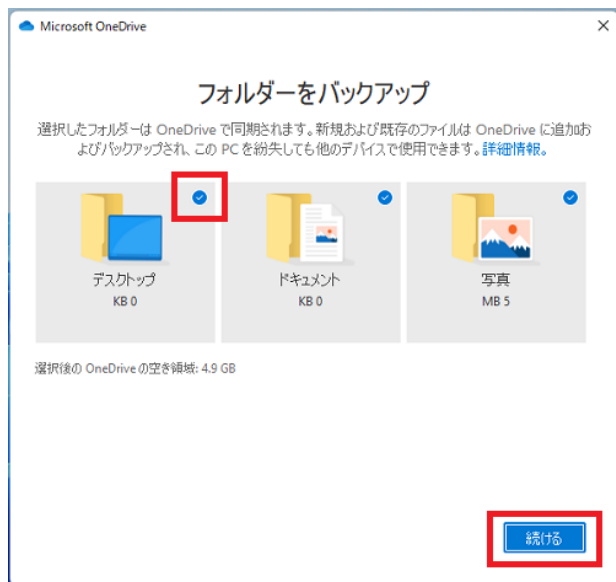 Microsoft OneDrive
フォルダーをバックアップ
選択したフォルダーは OneDrive で同期されます。新規および既存のファイルは OneDrive に追加お
よびバックアップされ、この PC を紛失しても他のデバイスで使用できます。詳細情報。
デスクトップ
KB 0
ドキュメント
KB 0
写真
MB 5
選択後の OneDrive の空き領域: 4.9 GB
続ける